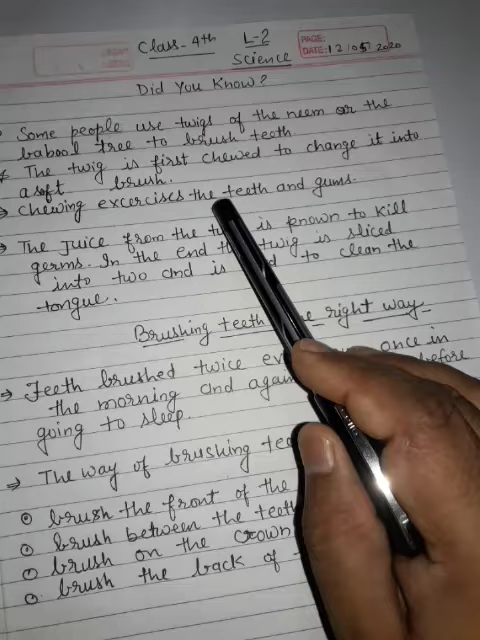 Class- 4th L-2
Science
PAGE:
DATE: 12/05/2020
Did You Know?
Some people use twigs of the neem or the
babool tree to brush teeth
The twig is first chewed to change it into
a soft brush.
→ Chewing excercises the teeth and gums.
→ The Juice from the is known to kill
germs. In the end twig is sliced
into two and is to clean the
tongue.
Brushing teeth right way
→ Teeth brushed twice once in
the morning and before
going to sleep
⇒ The way of brushing
brush the front of the
brush between the teeth
brush on the crown
brush the back of